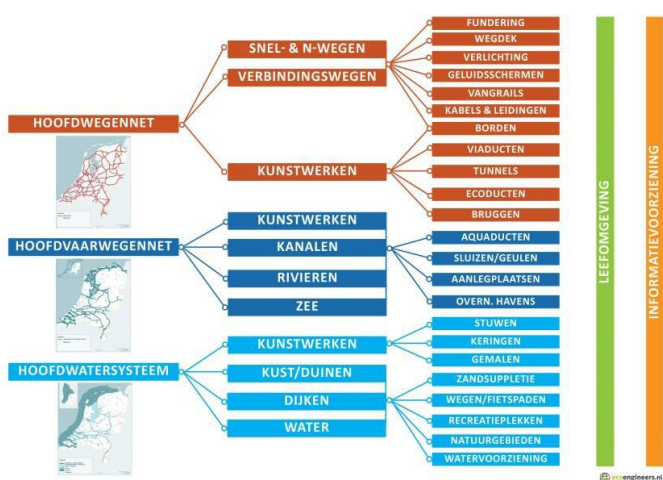 HOOFDWEGENNET
SNEL- & N-WEGEN
VERBINDINGSWEGEN
KUNSTWERKEN
FUNDERING
WEGDEK
VERLICHTING
GELUIDSSCHERMEN
VANGRAILS
KABELS & LEIDINGEN
BORDEN
VIADUCTEN
TUNNELS
ECODUCTEN
BRUGGEN
HOOFDVAARWEGENNET
KUNSTWERKEN
KANALEN
RIVIEREN
ZEE
AQUADUCTEN
SLUIZEN/GEULEN
AANLEGPLAATSEN
OVERN. HAVENS
HOOFDWATERSYSTEEM
KUNSTWERKEN
KUST/DUINEN
DIJKEN
WATER
STUWEN
KERINGEN
GEMALEN
ZANDSUPPLETIE
WEGEN/FIETSPADEN
RECREATIEPLEKKEN
NATUURGEBIEDEN
WATERVOORZIENING
LEEFOMGEVING
INFORMATIEVOORZIENING
ecoengineers.nl